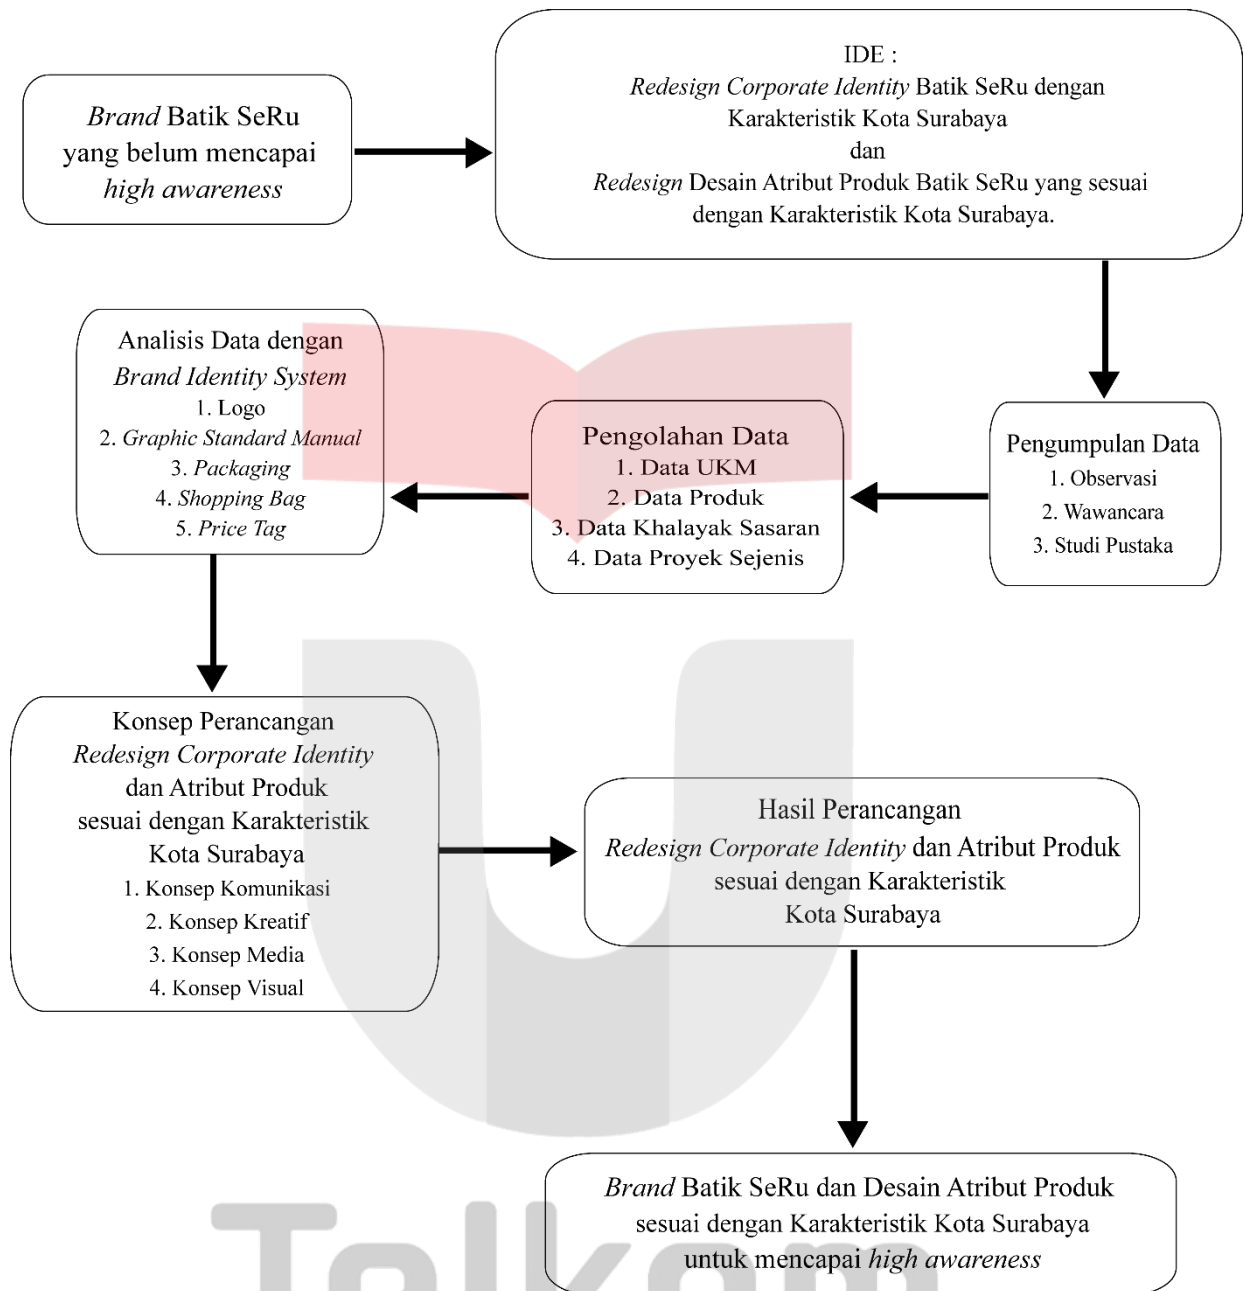 Brand Batik SeRu
yang belum mencapai
high awareness
IDE :
Redesign Corporate Identity Batik SeRu dengan
Karakteristik Kota Surabaya
dan
Redesign Desain Atribut Produk Batik SeRu yang sesuai
dengan Karakteristik Kota Surabaya.
Pengumpulan Data
1. Observasi
2. Wawancara
3. Studi Pustaka
Pengolahan Data
1. Data UKM
2. Data Produk
3. Data Khalayak Sasaran
4. Data Proyek Sejenis
Analisis Data dengan
Brand Identity System
1. Logo
2. Graphic Standard Manual
3. Packaging
4. Shopping Bag
5. Price Tag
Konsep Perancangan
Redesign Corporate Identity
dan Atribut Produk
sesuai dengan Karakteristik
Kota Surabaya
1. Konsep Komunikasi
2. Konsep Kreatif
3. Konsep Media
4. Konsep Visual
Hasil Perancangan
Redesign Corporate Identity dan Atribut Produk
sesuai dengan Karakteristik
Kota Surabaya
Brand Batik SeRu dan Desain Atribut Produk
sesuai dengan Karakteristik Kota Surabaya
untuk mencapai high awareness
Telkom